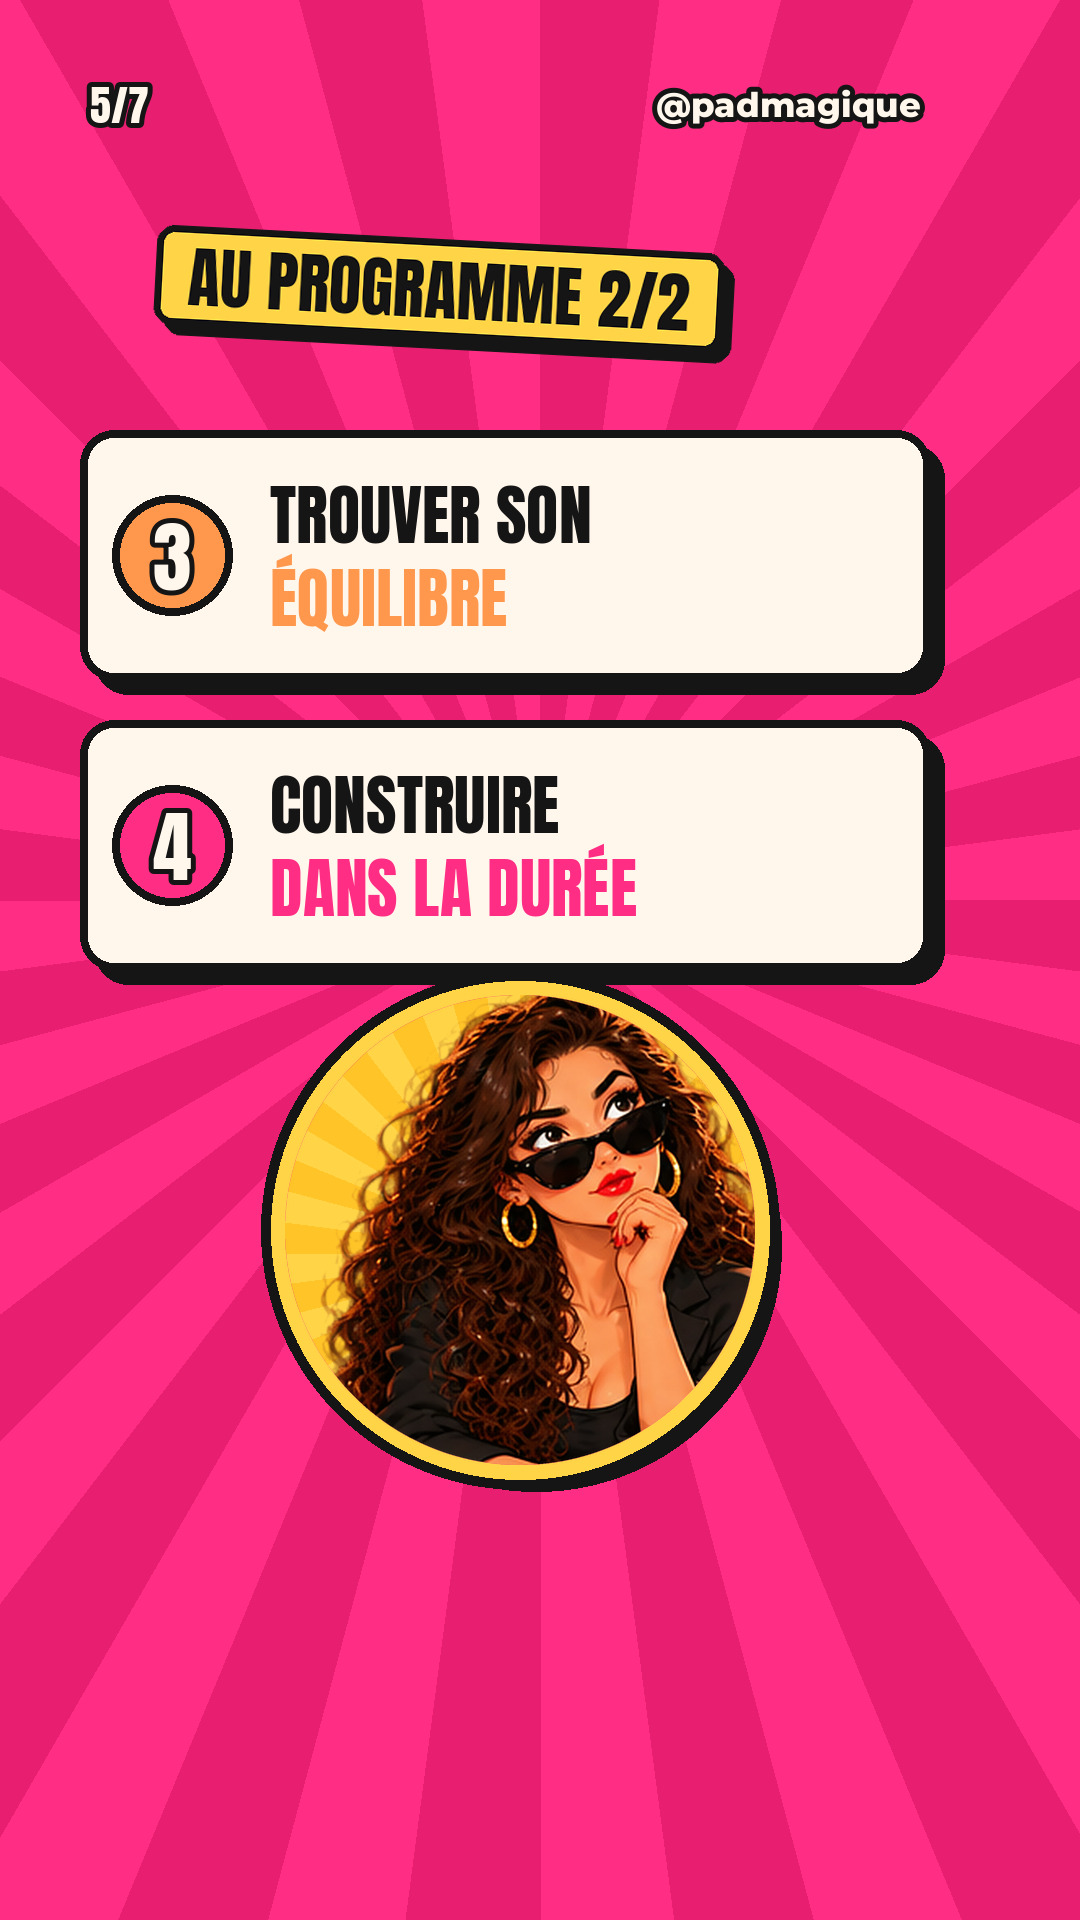 5/7
@padmagique
AU PROGRAMME 2/2
3
TROUVER SON
ÉQUILIBRE
4
CONSTRUIRE
DANS LA DURÉE